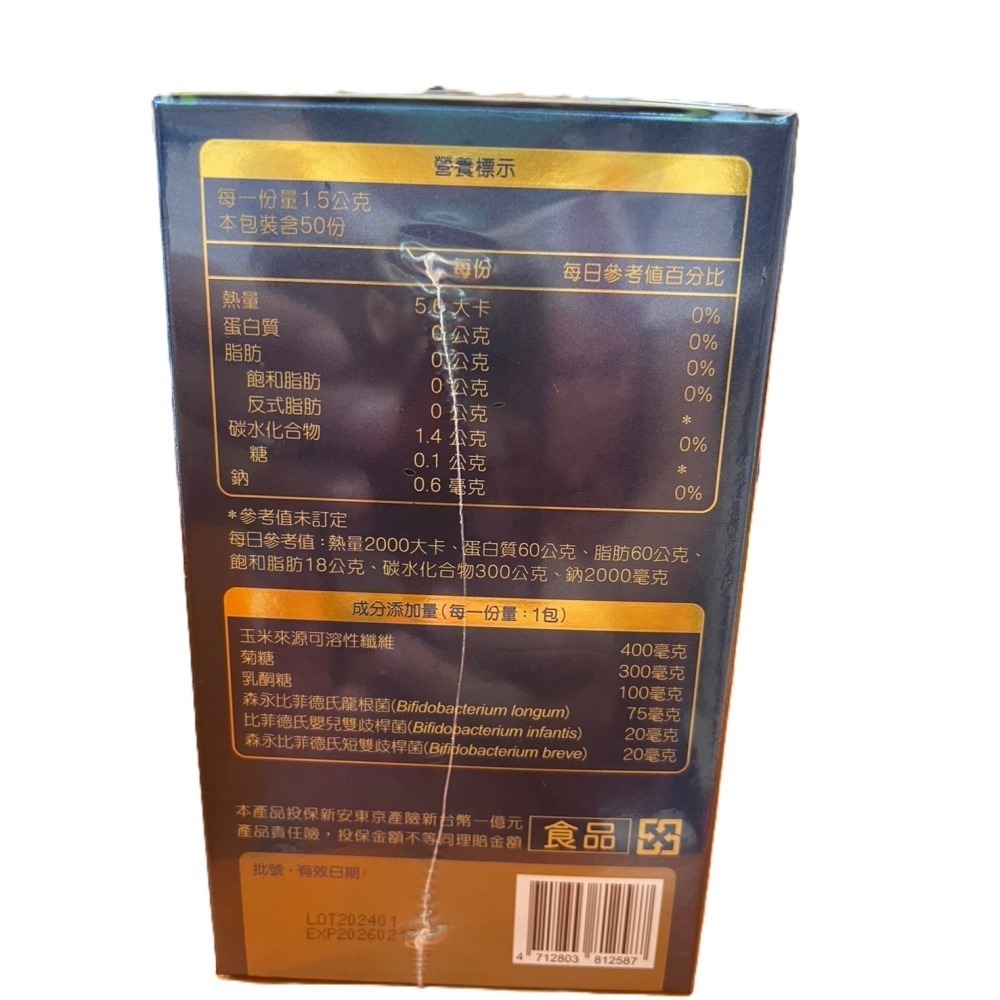 營養標示
每一份量1.5公克
本包裝含50份
每份 每日參考值百分比
熱量 5.6 大卡 0%
蛋白質 0 公克 0%
脂肪 0 公克 0%
飽和脂肪 0 公克 0%
反式脂肪 0 公克 *
碳水化合物 1.4 公克 0%
糖 0.1 公克 *
鈉 0.6 毫克 0%
*參考值未訂定
每日參考值:熱量2000大卡、蛋白質60公克、脂肪60公克、
飽和脂肪18公克、碳水化合物300公克、鈉2000毫克
成分添加量(每一份量:1包)
玉米來源可溶性纖維 400毫克
菊糖 300毫克
乳酮糖 100毫克
森永比菲德氏龍根菌(Bifidobacterium longum) 75毫克
比菲德氏嬰兒雙歧桿菌(Bifidobacterium infantis) 20毫克
森永比菲德氏短雙歧桿菌(Bifidobacterium breve) 20毫克
本產品投保新安東京產險新台幣一億元
產品責任險,投保金額不等同理賠金額
食品
批號・有效日期:
LOT202401
EXP202602
4 712803 812587